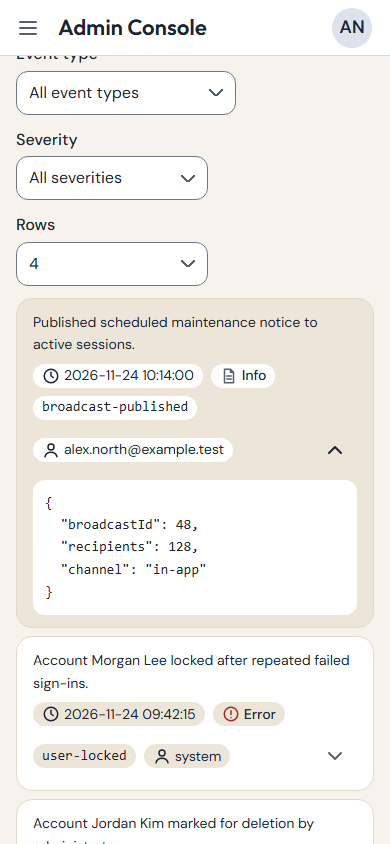 Admin Console
AN
Event type
All event types
Severity
All severities
Rows
4
Published scheduled maintenance notice to
active sessions.
2026-11-24 10:14:00
Info
broadcast-published
alex.north@example.test
{
"broadcastId": 48,
"recipients": 128,
"channel": "in-app"
}
Account Morgan Lee locked after repeated failed
sign-ins.
2026-11-24 09:42:15
Error
user-locked
system
Account Jordan Kim marked for deletion by